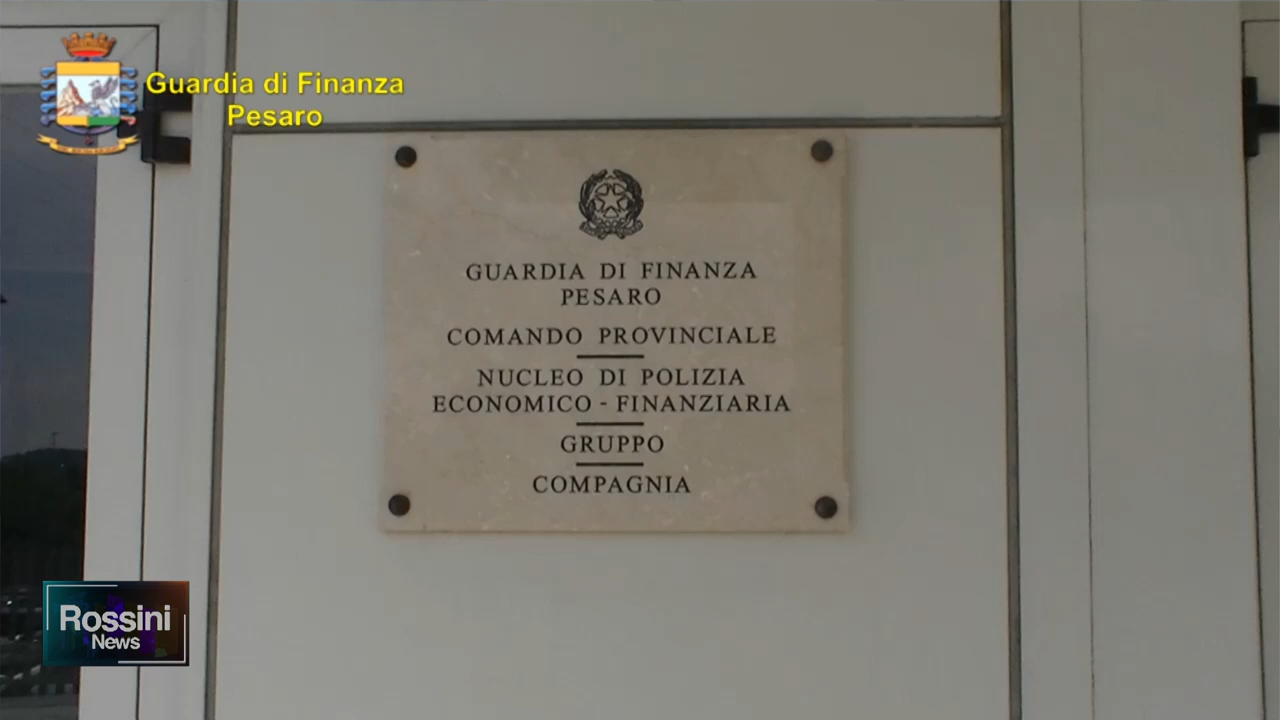 Guardia di Finanza
Pesaro
GUARDIA DI FINANZA
PESARO
COMANDO PROVINCIALE
NUCLEO DI POLIZIA
ECONOMICO - FINANZIARIA
GRUPPO
COMPAGNIA
Rossini
News